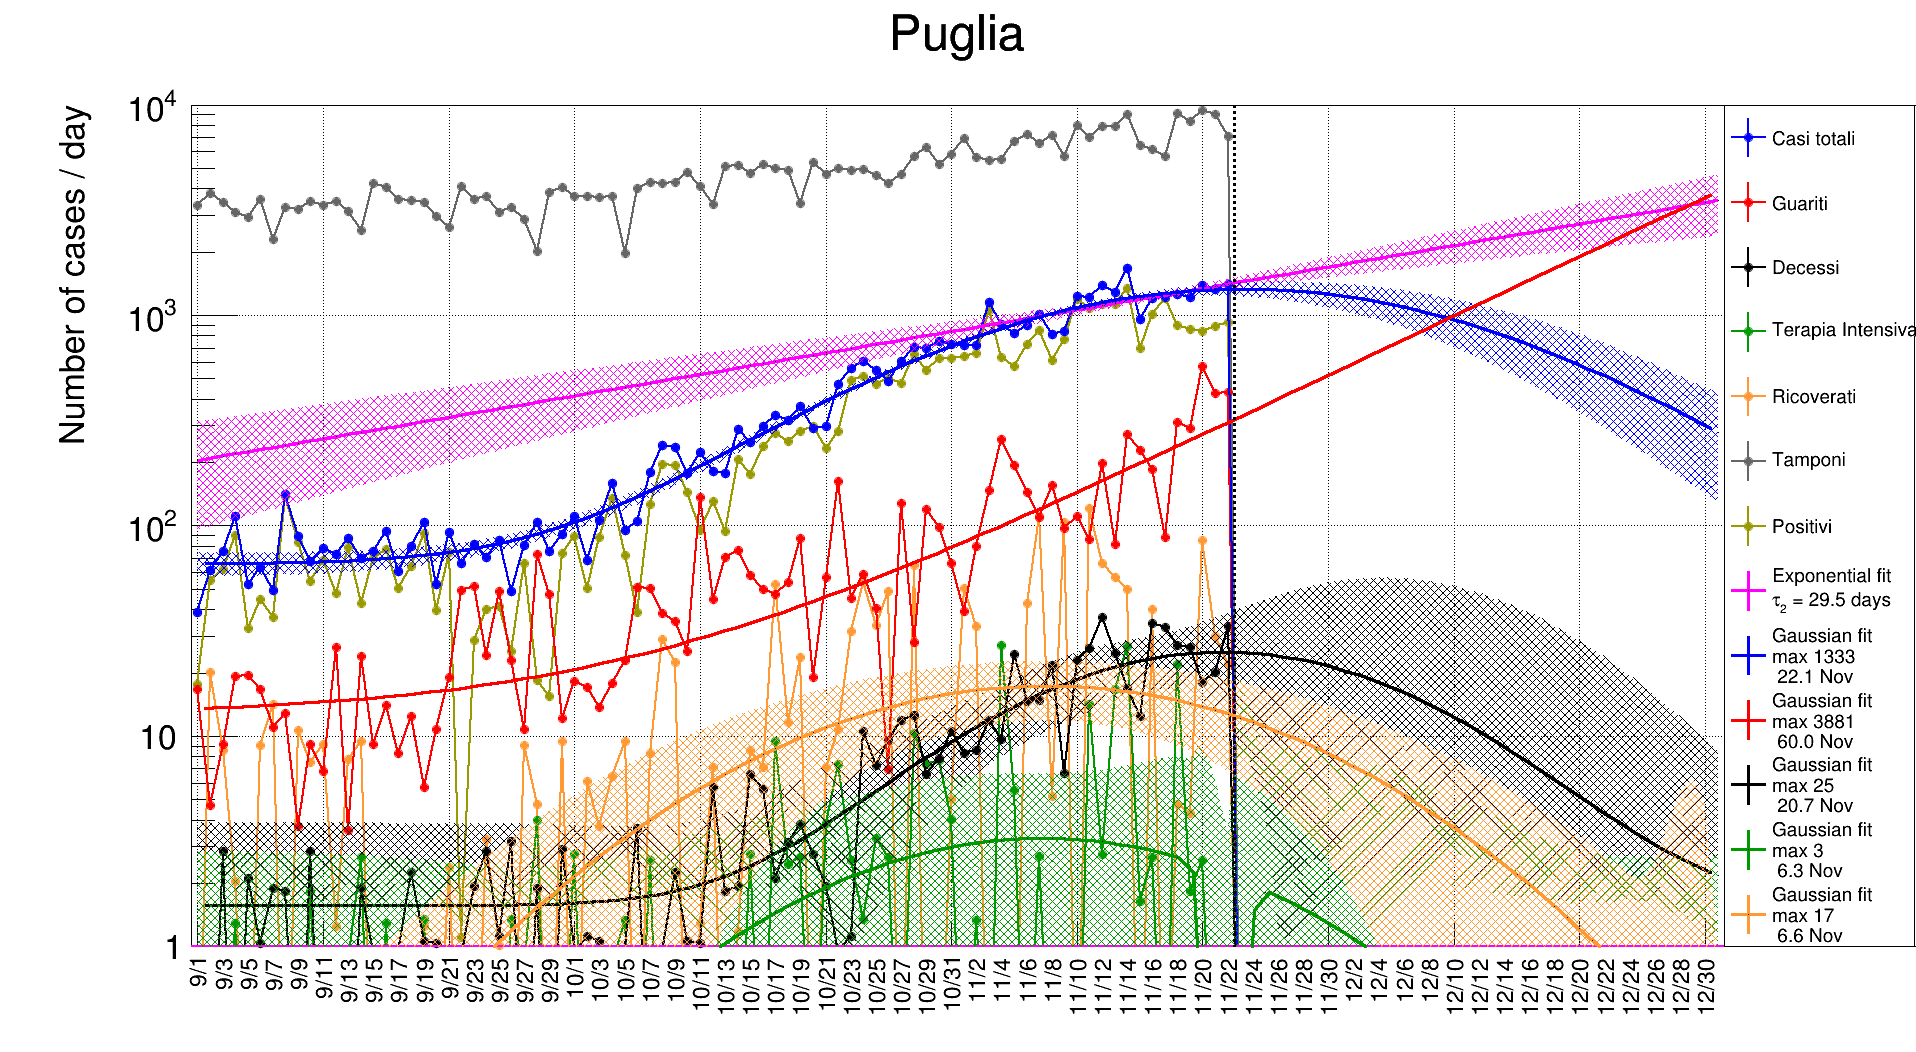 Puglia
Number of cases / day
10^4
10^3
10^2
10
1
9/1
9/3
9/5
9/7
9/9
9/11
9/13
9/15
9/17
9/19
9/21
9/23
9/25
9/27
9/29
10/1
10/3
10/5
10/7
10/9
10/11
10/13
10/15
10/17
10/19
10/21
10/23
10/25
10/27
10/29
10/31
11/2
11/4
11/6
11/8
11/10
11/12
11/14
11/16
11/18
11/20
11/22
11/24
11/26
11/28
11/30
12/2
12/4
12/6
12/8
12/10
12/12
12/14
12/16
12/18
12/20
12/22
12/24
12/26
12/28
12/30
Casi totali
Guariti
Decessi
Terapia Intensiva
Ricoverati
Tamponi
Positivi
Exponential fit
τ₂ = 29.5 days
Gaussian fit
max 1333
22.1 Nov
Gaussian fit
max 3881
60.0 Nov
Gaussian fit
max 25
20.7 Nov
Gaussian fit
max 3
6.3 Nov
Gaussian fit
max 17
6.6 Nov